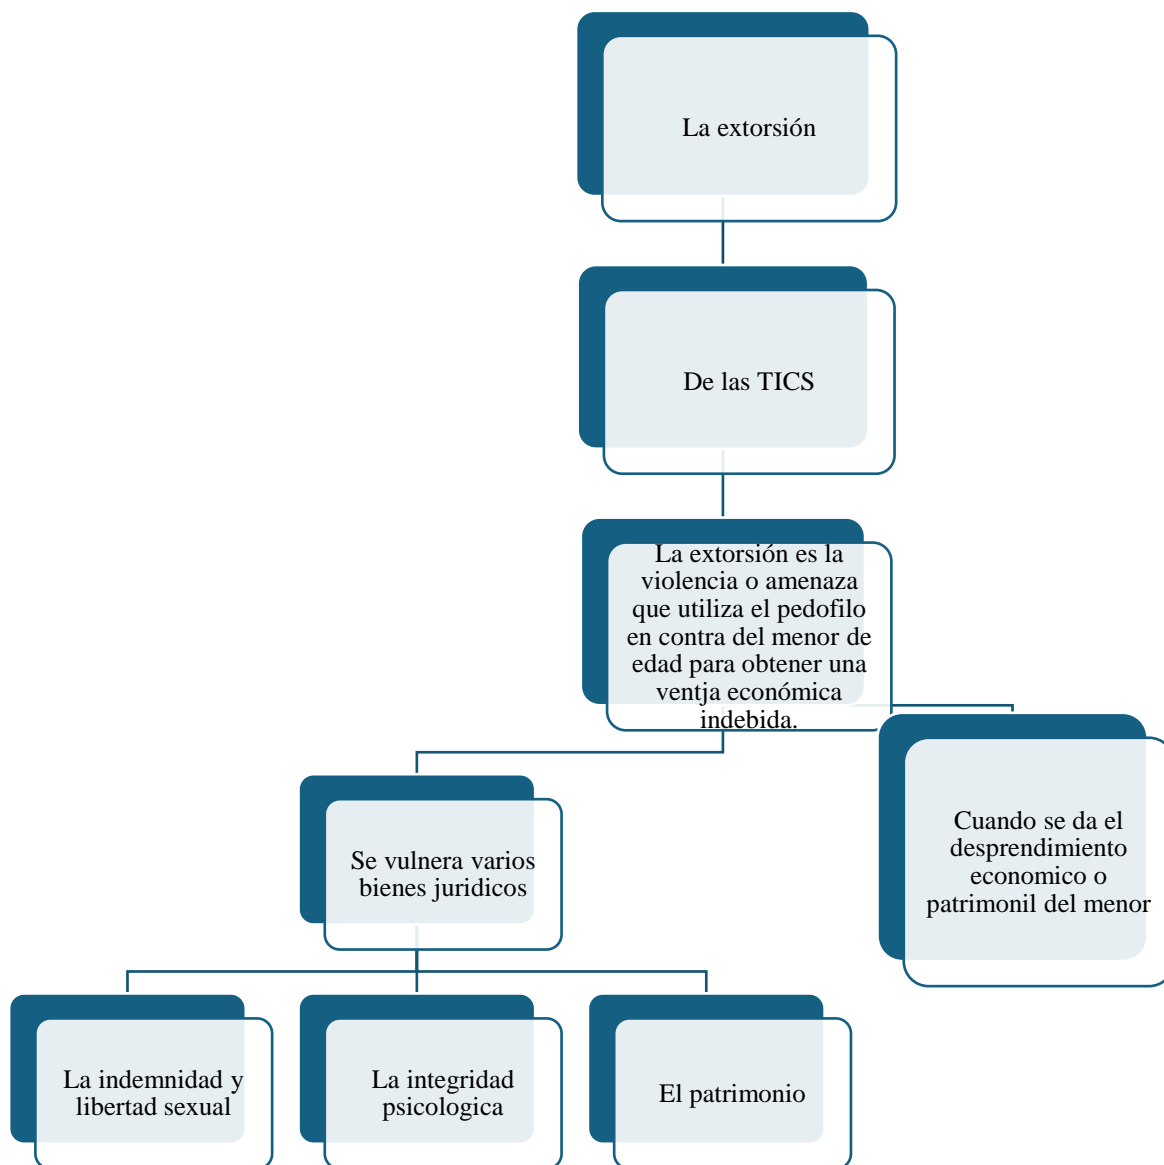 La extorsión
De las TICS
La extorsión es la
violencia o amenaza
que utiliza el pedofilo
en contra del menor de
edad para obtener una
ventja económica
indebida.
Se vulnera varios
bienes juridicos
Cuando se da el
desprendimiento
economico o
patrimonil del menor
La indemnidad y
libertad sexual
La integridad
psicologica
El patrimonio